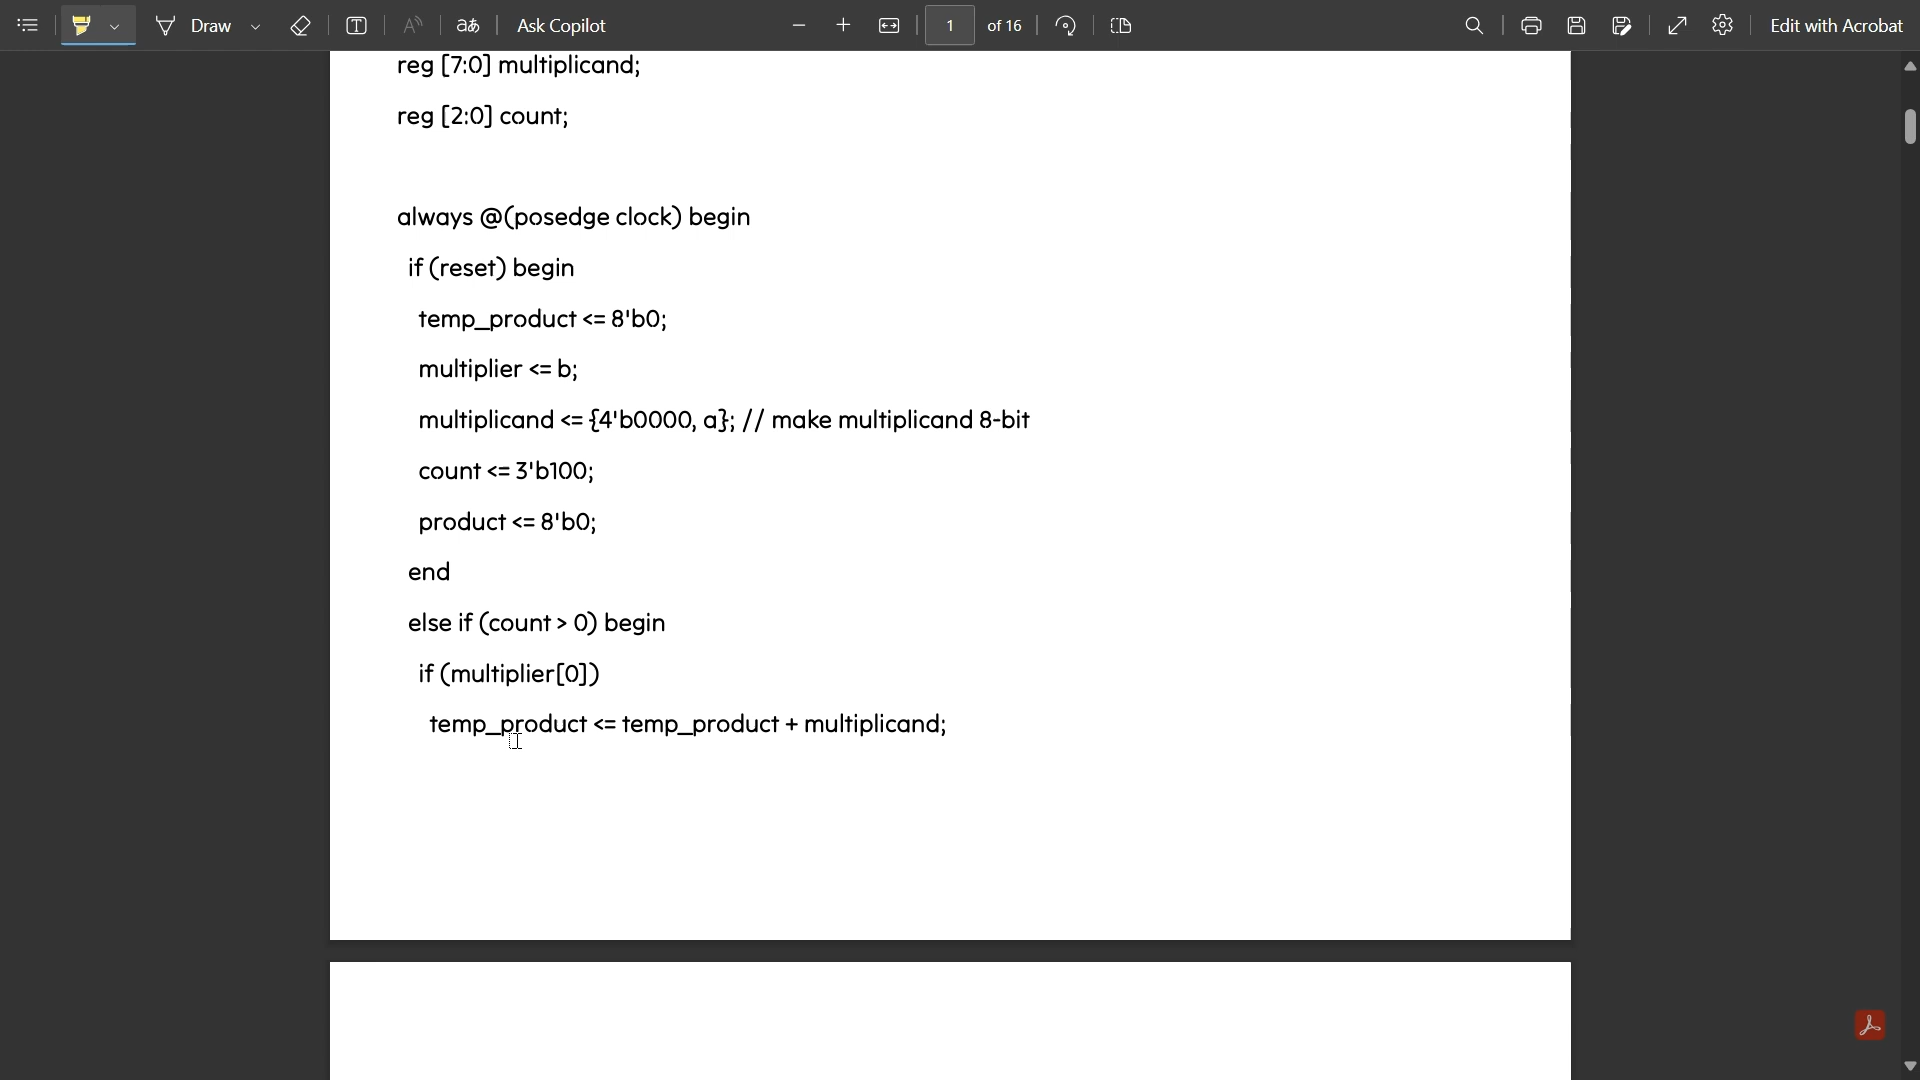 Draw
aあ
Ask Copilot
1
of 16
Edit with Acrobat
reg [7:0] multiplicand;
reg [2:0] count;
always @(posedge clock) begin
if (reset) begin
temp_product <= 8'b0;
multiplier <= b;
multiplicand <= {4'b0000, a}; // make multiplicand 8-bit
count <= 3'b100;
product <= 8'b0;
end
else if (count > 0) begin
if (multiplier[0])
temp_product <= temp_product + multiplicand;